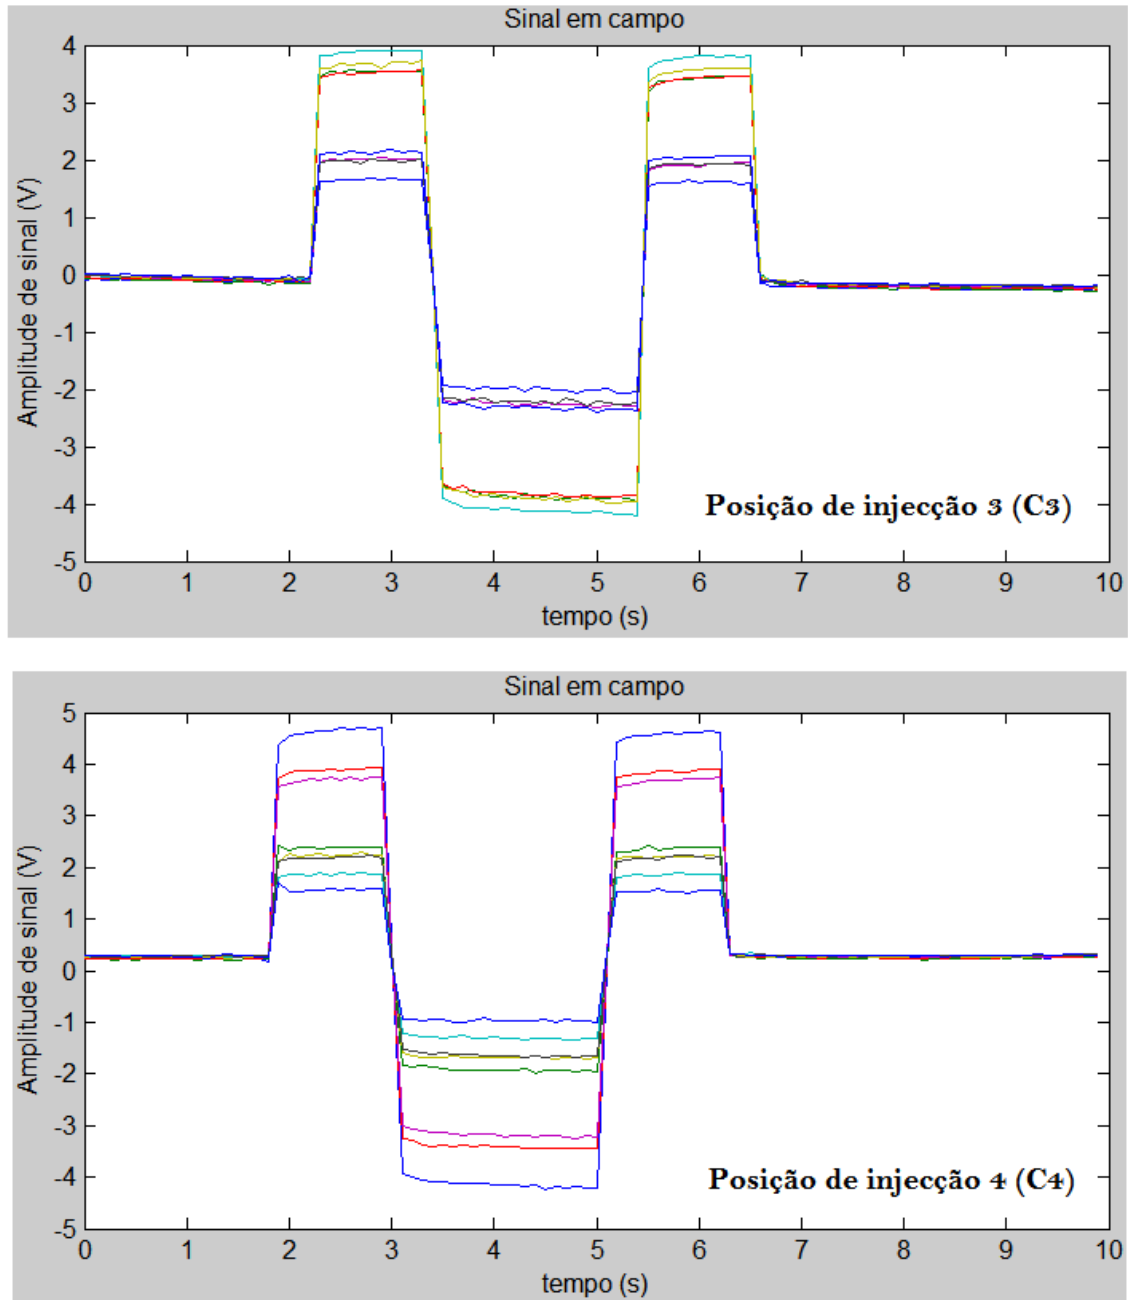 Sinal em campo
4
3
2
1
0
-1
-2
-3
-4
-5
Amplitude de sinal (V)
Posição de injecção 3 (C3)
0 1 2 3 4 5 6 7 8 9 10
tempo (s)
Sinal em campo
5
4
3
2
1
0
-1
-2
-3
-4
-5
Amplitude de sinal (V)
Posição de injecção 4 (C4)
0 1 2 3 4 5 6 7 8 9 10
tempo (s)